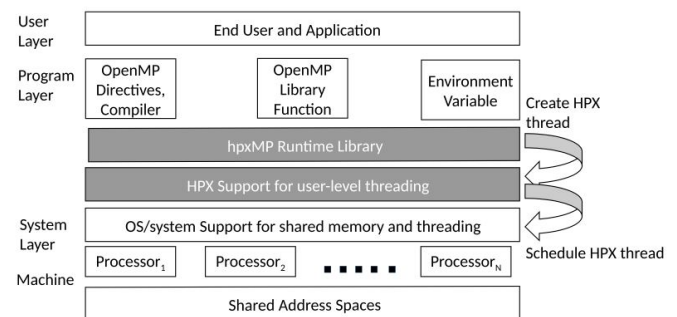 User
Layer
End User and Application
Program
Layer
OpenMP
Directives,
Compiler
OpenMP
Library
Function
Environment
Variable
Create HPX
thread
hpxMP Runtime Library
HPX Support for user-level threading
System
Layer
OS/system Support for shared memory and threading
Schedule HPX thread
Machine
Processor1
Processor2
ProcessorN
Shared Address Spaces